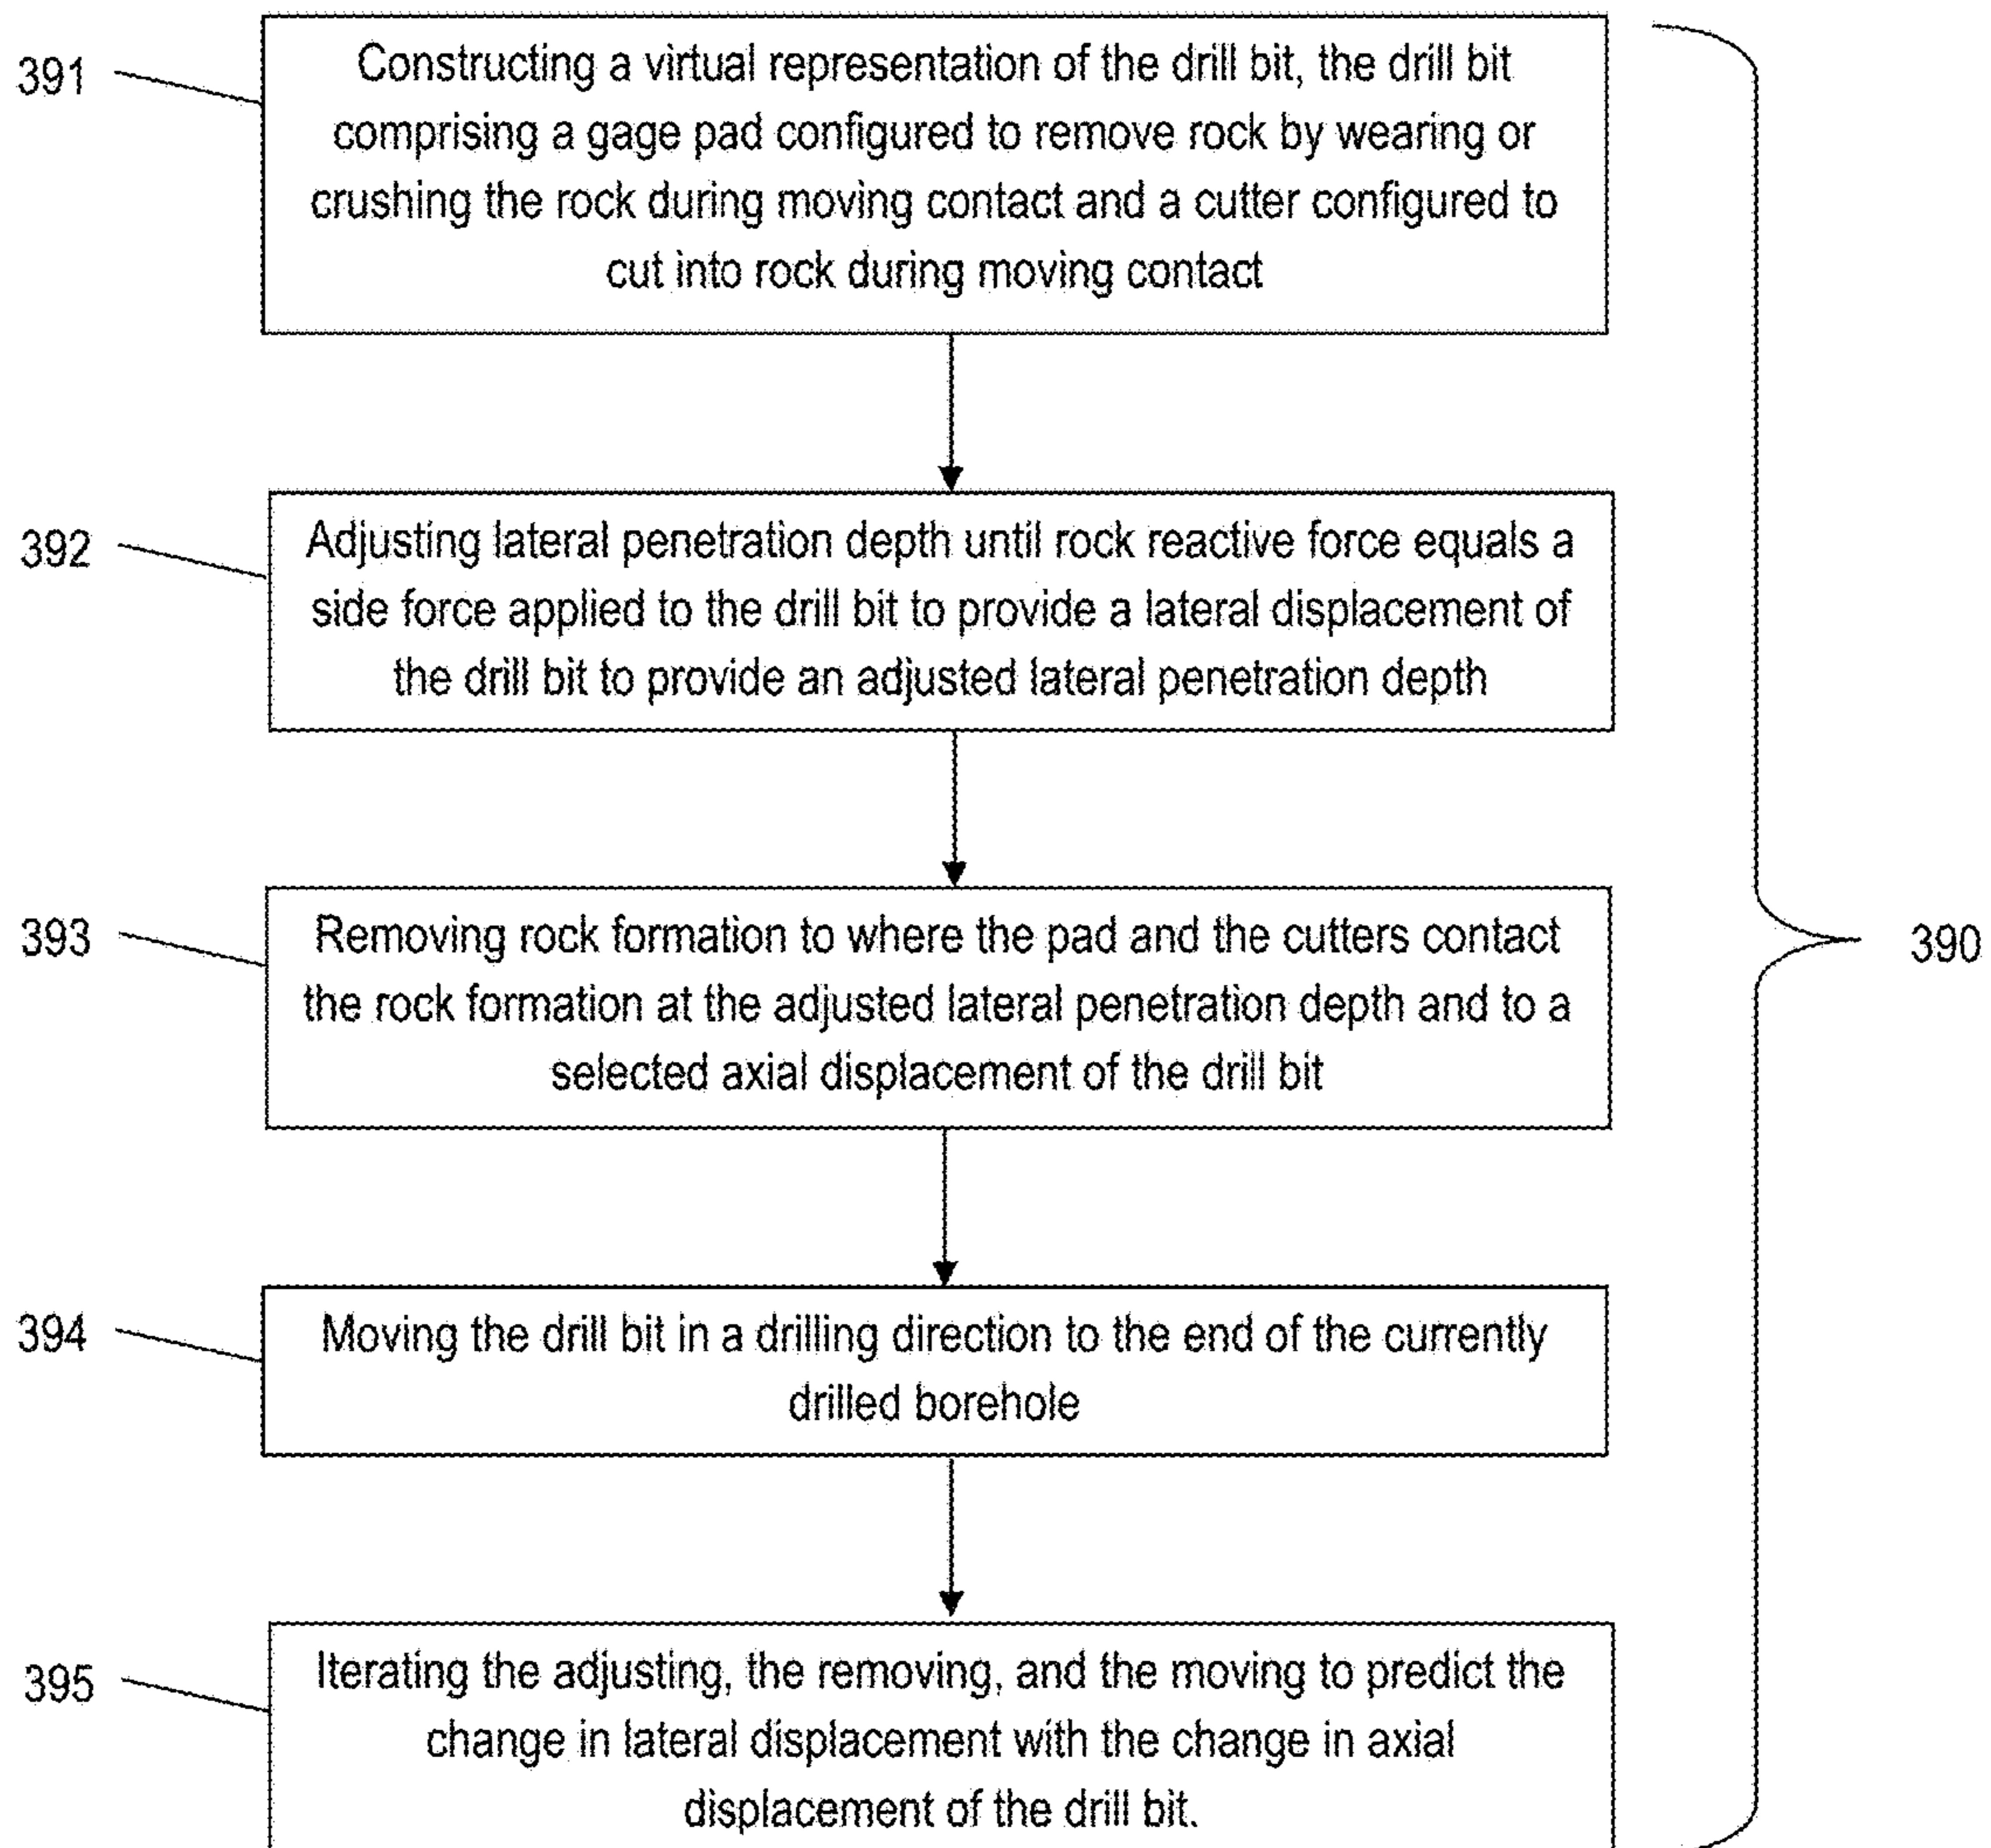 391
Constructing a virtual representation of the drill bit, the drill bit
comprising a gage pad configured to remove rock by wearing or
crushing the rock during moving contact and a cutter configured to
cut into rock during moving contact
392
Adjusting lateral penetration depth until rock reactive force equals a
side force applied to the drill bit to provide a lateral displacement of
the drill bit to provide an adjusted lateral penetration depth
393
Removing rock formation to where the pad and the cutters contact
the rock formation at the adjusted lateral penetration depth and to a
selected axial displacement of the drill bit
390
394
Moving the drill bit in a drilling direction to the end of the currently
drilled borehole
395
Iterating the adjusting, the removing, and the moving to predict the
change in lateral displacement with the change in axial
displacement of the drill bit.